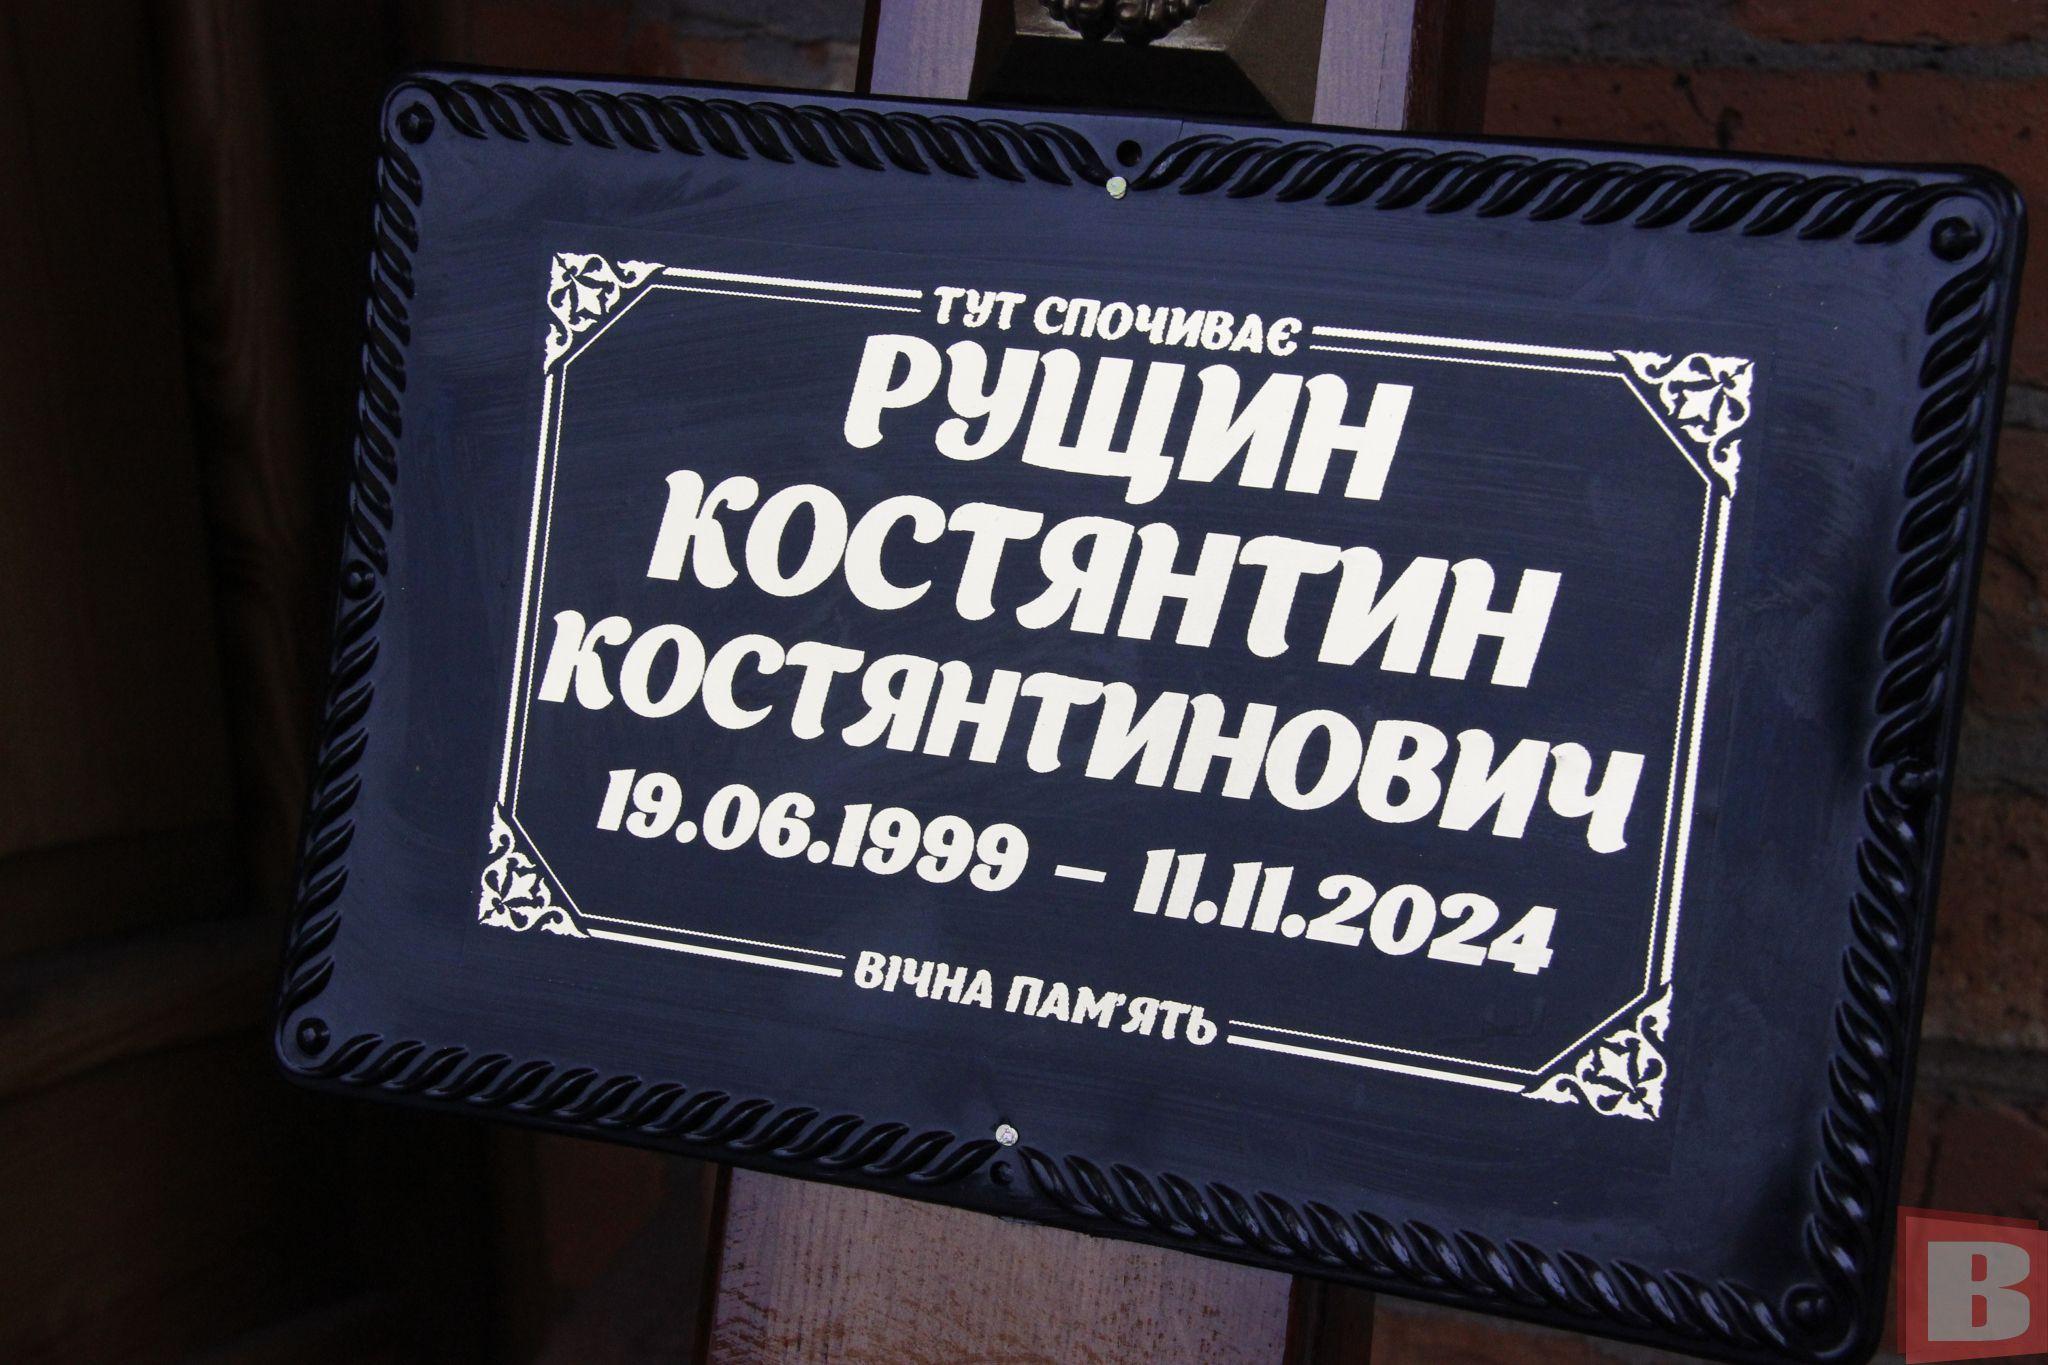 ТУТ СПОЧИВАЄ
РУЩИН
КОСТЯНТИН
КОСТЯНТИНОВИЧ
19.06.1999 – 11.11.2024
ВІЧНА ПАМ'ЯТЬ
В